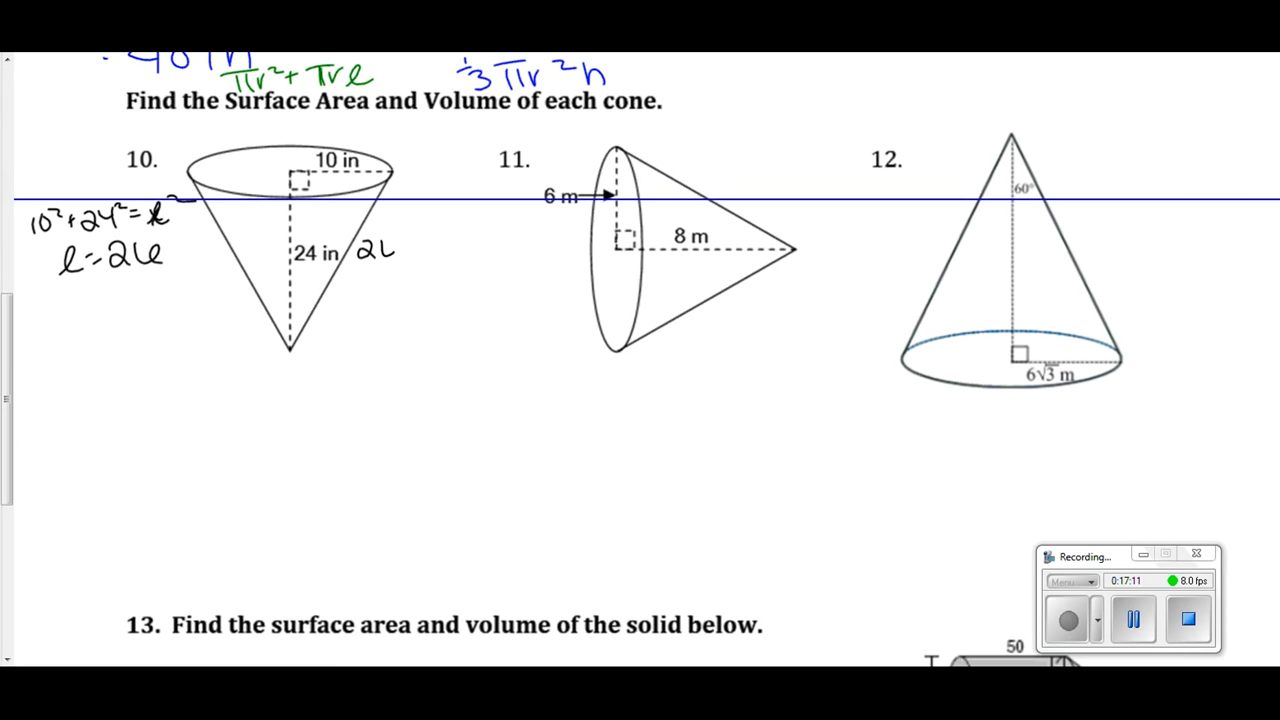 πr² + πrl
⅓πr²h
Find the Surface Area and Volume of each cone.
10.
10 in
24 in
10² + 24² = l²
l = 26
11.
6 m
8 m
12.
60°
6√3 m
13. Find the surface area and volume of the solid below.
50
Recording...
Menu
0:17:11
8.0 fps